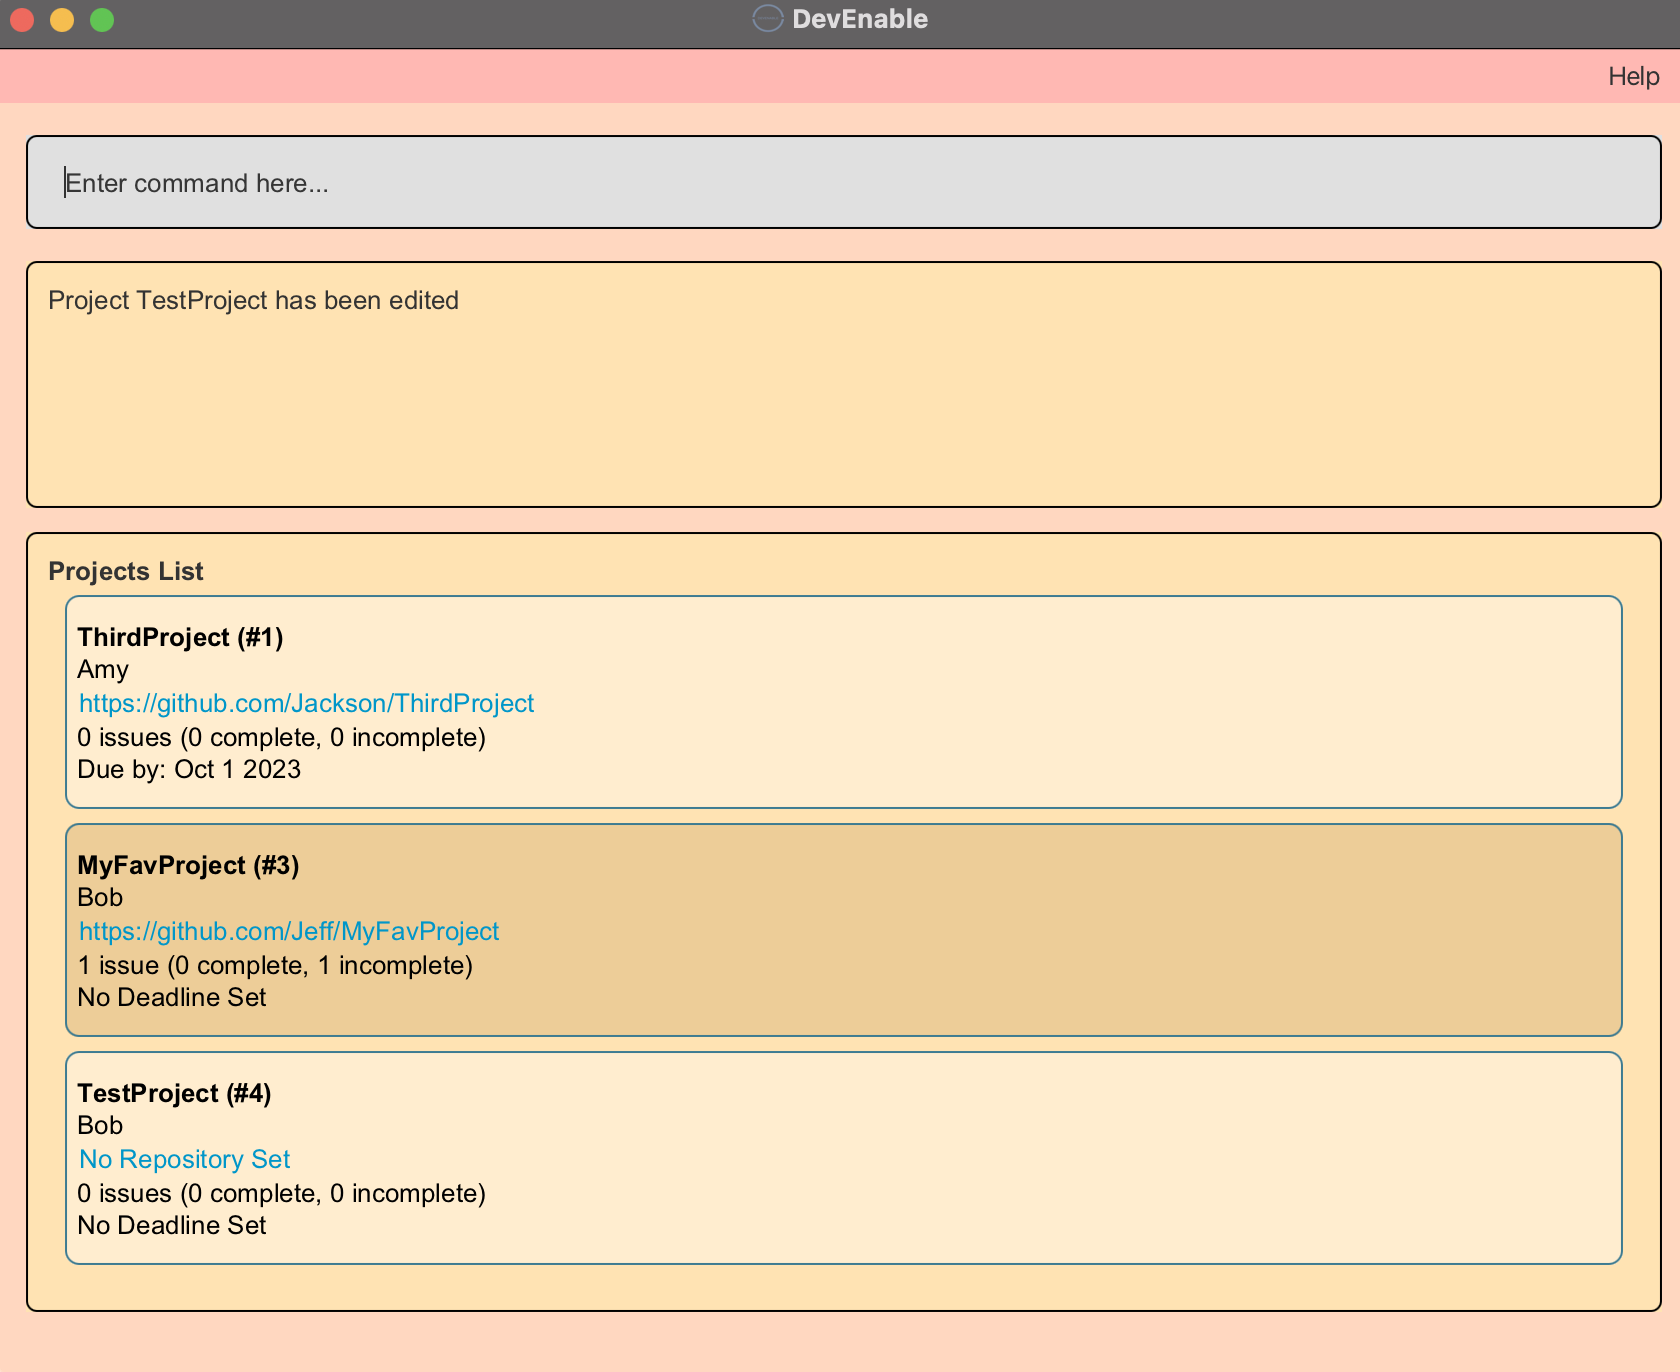 DevEnable
Help
Enter command here...
Project TestProject has been edited
Projects List
ThirdProject (#1)
Amy
https://github.com/Jackson/ThirdProject
0 issues (0 complete, 0 incomplete)
Due by: Oct 1 2023
MyFavProject (#3)
Bob
https://github.com/Jeff/MyFavProject
1 issue (0 complete, 1 incomplete)
No Deadline Set
TestProject (#4)
Bob
No Repository Set
0 issues (0 complete, 0 incomplete)
No Deadline Set